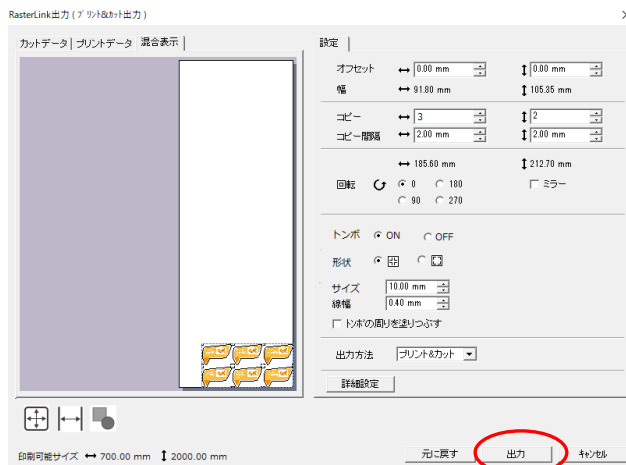 RasterLink出力(ﾌﾟﾘﾝﾄ&ｶｯﾄ出力)
カットデータ プリントデータ 混合表示
設定
オフセット ↔ 0.00 mm ↕ 0.00 mm
幅 ↔ 91.80 mm ↕ 105.35 mm
コピー ↔ 3 ↕ 2
コピー間隔 ↔ 2.00 mm ↕ 2.00 mm
↔ 185.60 mm ↕ 212.70 mm
回転 0 180 ミラー
90 270
トンボ ON OFF
形状
サイズ 10.00 mm
線幅 0.40 mm
トンボの周りを塗りつぶす
出力方法 プリント&カット
詳細設定
印刷可能サイズ ↔ 700.00 mm ↕ 2000.00 mm
元に戻す 出力 キャンセル